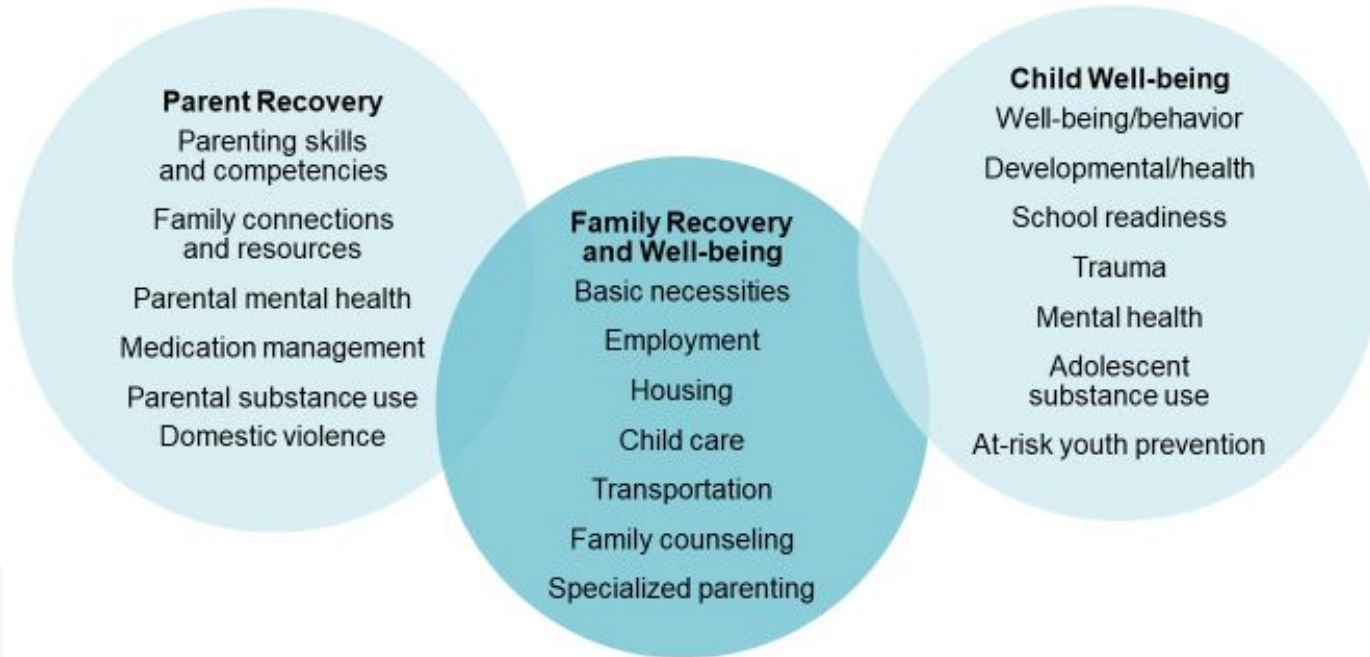 Parent Recovery
Parenting skills
and competencies
Family connections
and resources
Parental mental health
Medication management
Parental substance use
Domestic violence
Family Recovery
and Well-being
Basic necessities
Employment
Housing
Child care
Transportation
Family counseling
Specialized parenting
Child Well-being
Well-being/behavior
Developmental/health
School readiness
Trauma
Mental health
Adolescent
substance use
At-risk youth prevention